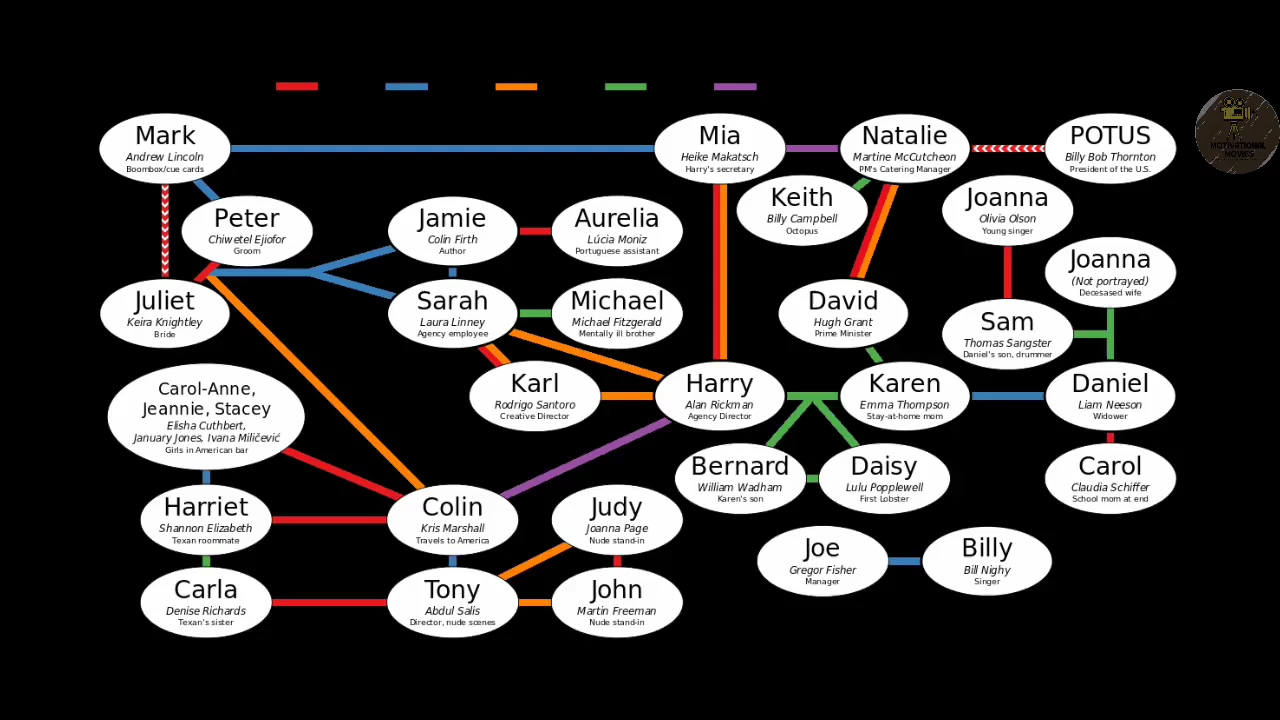 Mark
Andrew Lincoln
Boombox/cue cards
Mia
Heike Makatsch
Harry's secretary
Natalie
Martine McCutcheon
PM's Catering Manager
POTUS
Billy Bob Thornton
President of the U.S.
MOTIVATIONAL
MOVIES
Peter
Chiwetel Ejiofor
Groom
Jamie
Colin Firth
Author
Aurelia
Lúcia Moniz
Portuguese assistant
Keith
Billy Campbell
Octopus
Joanna
Olivia Olson
Young singer
Joanna
(Not portrayed)
Decesased wife
Juliet
Keira Knightley
Bride
Sarah
Laura Linney
Agency employee
Michael
Michael Fitzgerald
Mentally ill brother
David
Hugh Grant
Prime Minister
Sam
Thomas Sangster
Daniel's son, drummer
Carol-Anne,
Jeannie, Stacey
Elisha Cuthbert,
January Jones, Ivana Miličević
Girls in American bar
Karl
Rodrigo Santoro
Creative Director
Harry
Alan Rickman
Agency Director
Karen
Emma Thompson
Stay-at-home mom
Daniel
Liam Neeson
Widower
Bernard
William Wadham
Karen's son
Daisy
Lulu Popplewell
First Lobster
Carol
Claudia Schiffer
School mom at end
Harriet
Shannon Elizabeth
Texan roommate
Colin
Kris Marshall
Travels to America
Judy
Joanna Page
Nude stand-in
Joe
Gregor Fisher
Manager
Billy
Bill Nighy
Singer
Carla
Denise Richards
Texan's sister
Tony
Abdul Salis
Director, nude scenes
John
Martin Freeman
Nude stand-in